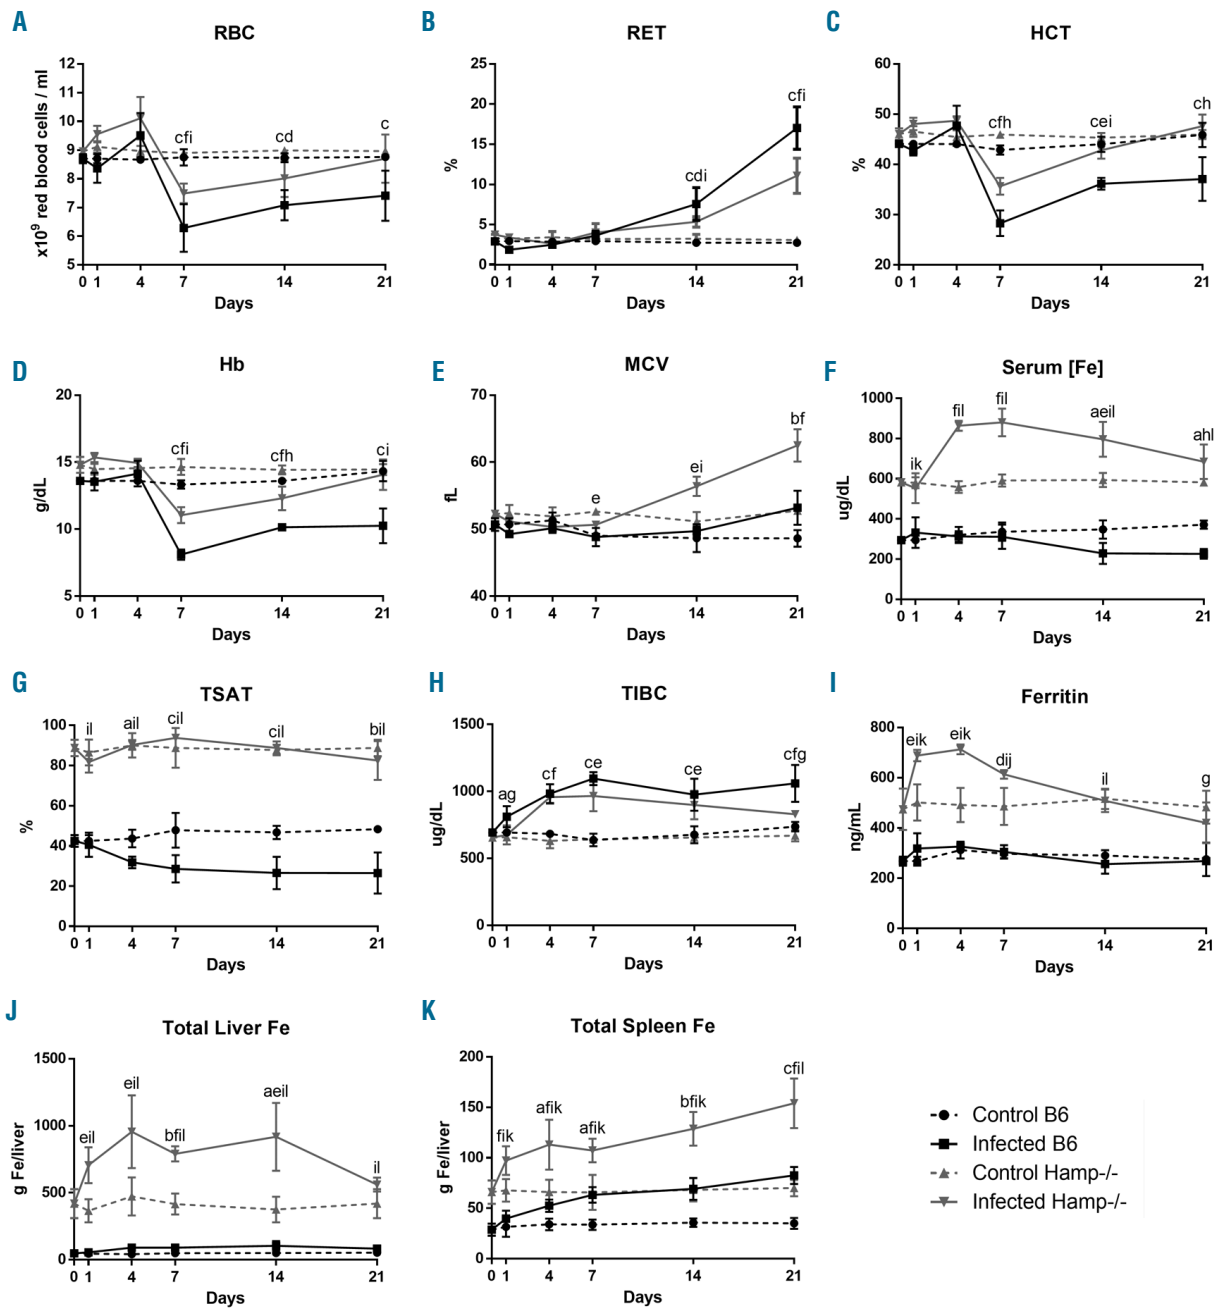 A
RBC
12
11
10
9
8
7
6
5
x10⁹ red blood cells / ml
cfi
cd
c
0 1 4 7 14 21
Days
B
RET
25
20
15
10
5
0
%
cdi
cfi
0 1 4 7 14 21
Days
C
HCT
60
50
40
30
20
%
cfh
cei
ch
0 1 4 7 14 21
Days
D
Hb
20
15
10
5
g/dL
cfi
cfh
ci
0 1 4 7 14 21
Days
E
MCV
70
60
50
40
fL
e
ei
bf
0 1 4 7 14 21
Days
F
Serum [Fe]
1000
800
600
400
200
0
ug/dL
ik
fil
fil
aeil
ahl
0 1 4 7 14 21
Days
G
TSAT
100
80
60
40
20
0
%
il
ail
cil
cil
bil
0 1 4 7 14 21
Days
H
TIBC
1500
1000
500
0
ug/dL
ag
cf
ce
ce
cfg
0 1 4 7 14 21
Days
I
Ferritin
800
600
400
200
0
ng/mL
eik
eik
dij
il
g
0 1 4 7 14 21
Days
J
Total Liver Fe
1500
1000
500
0
g Fe/liver
eil
eil
bfil
aeil
il
0 1 4 7 14 21
Days
K
Total Spleen Fe
200
150
100
50
0
g Fe/liver
fik
afik
afik
bfik
cfil
0 1 4 7 14 21
Days
Control B6
Infected B6
Control Hamp-/-
Infected Hamp-/-